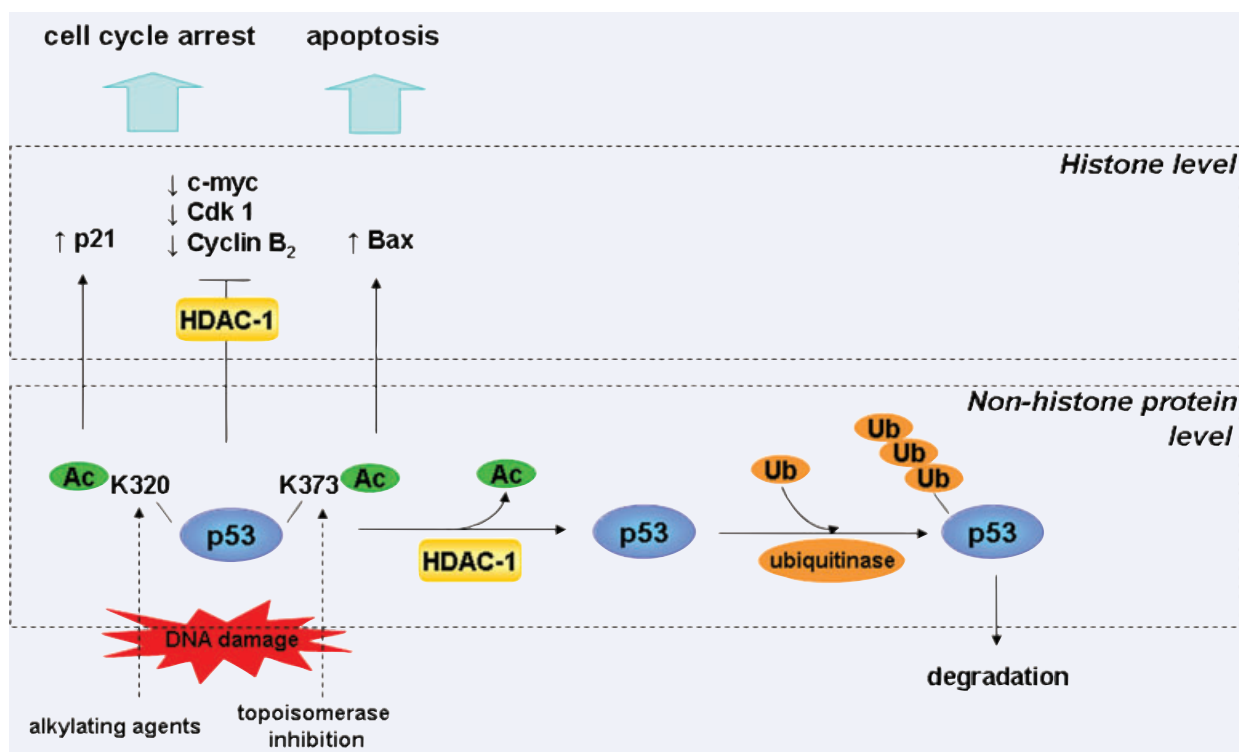 cell cycle arrest
apoptosis
Histone level
↓ c-myc
↓ Cdk 1
↓ Cyclin B₂
↑ p21
↑ Bax
HDAC-1
Non-histone protein
level
Ac
K320
K373
Ac
p53
Ac
HDAC-1
p53
Ub
ubiquitinase
Ub
Ub
Ub
p53
DNA damage
degradation
alkylating agents
topoisomerase
inhibition